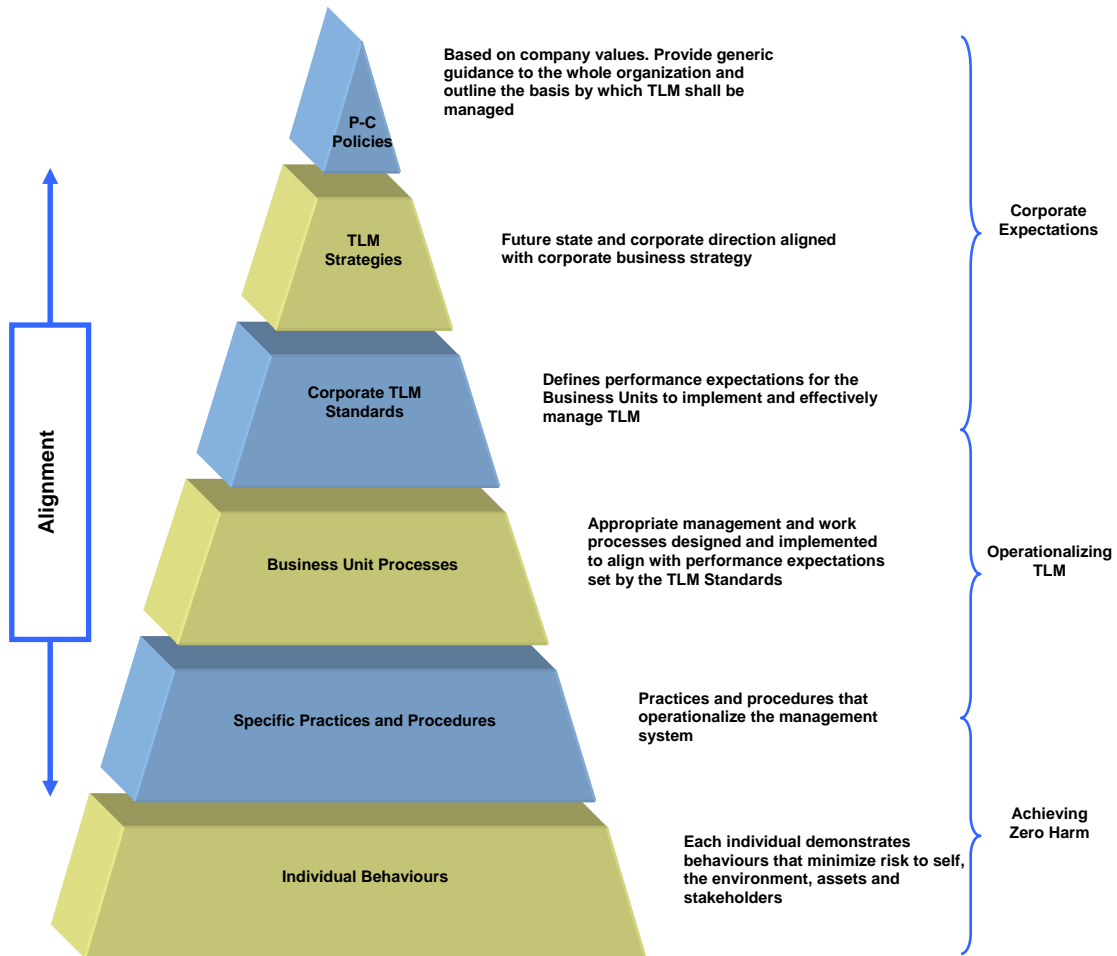 Based on company values. Provide generic
guidance to the whole organization and
outline the basis by which TLM shall be
managed
P-C
Policies
Corporate
Expectations
TLM
Strategies
Future state and corporate direction aligned
with corporate business strategy
Corporate TLM
Standards
Defines performance expectations for the
Business Units to implement and effectively
manage TLM
Alignment
Business Unit Processes
Appropriate management and work
processes designed and implemented
to align with performance expectations
set by the TLM Standards
Operationalizing
TLM
Specific Practices and Procedures
Practices and procedures that
operationalize the management
system
Achieving
Zero Harm
Individual Behaviours
Each individual demonstrates
behaviours that minimize risk to self,
the environment, assets and
stakeholders